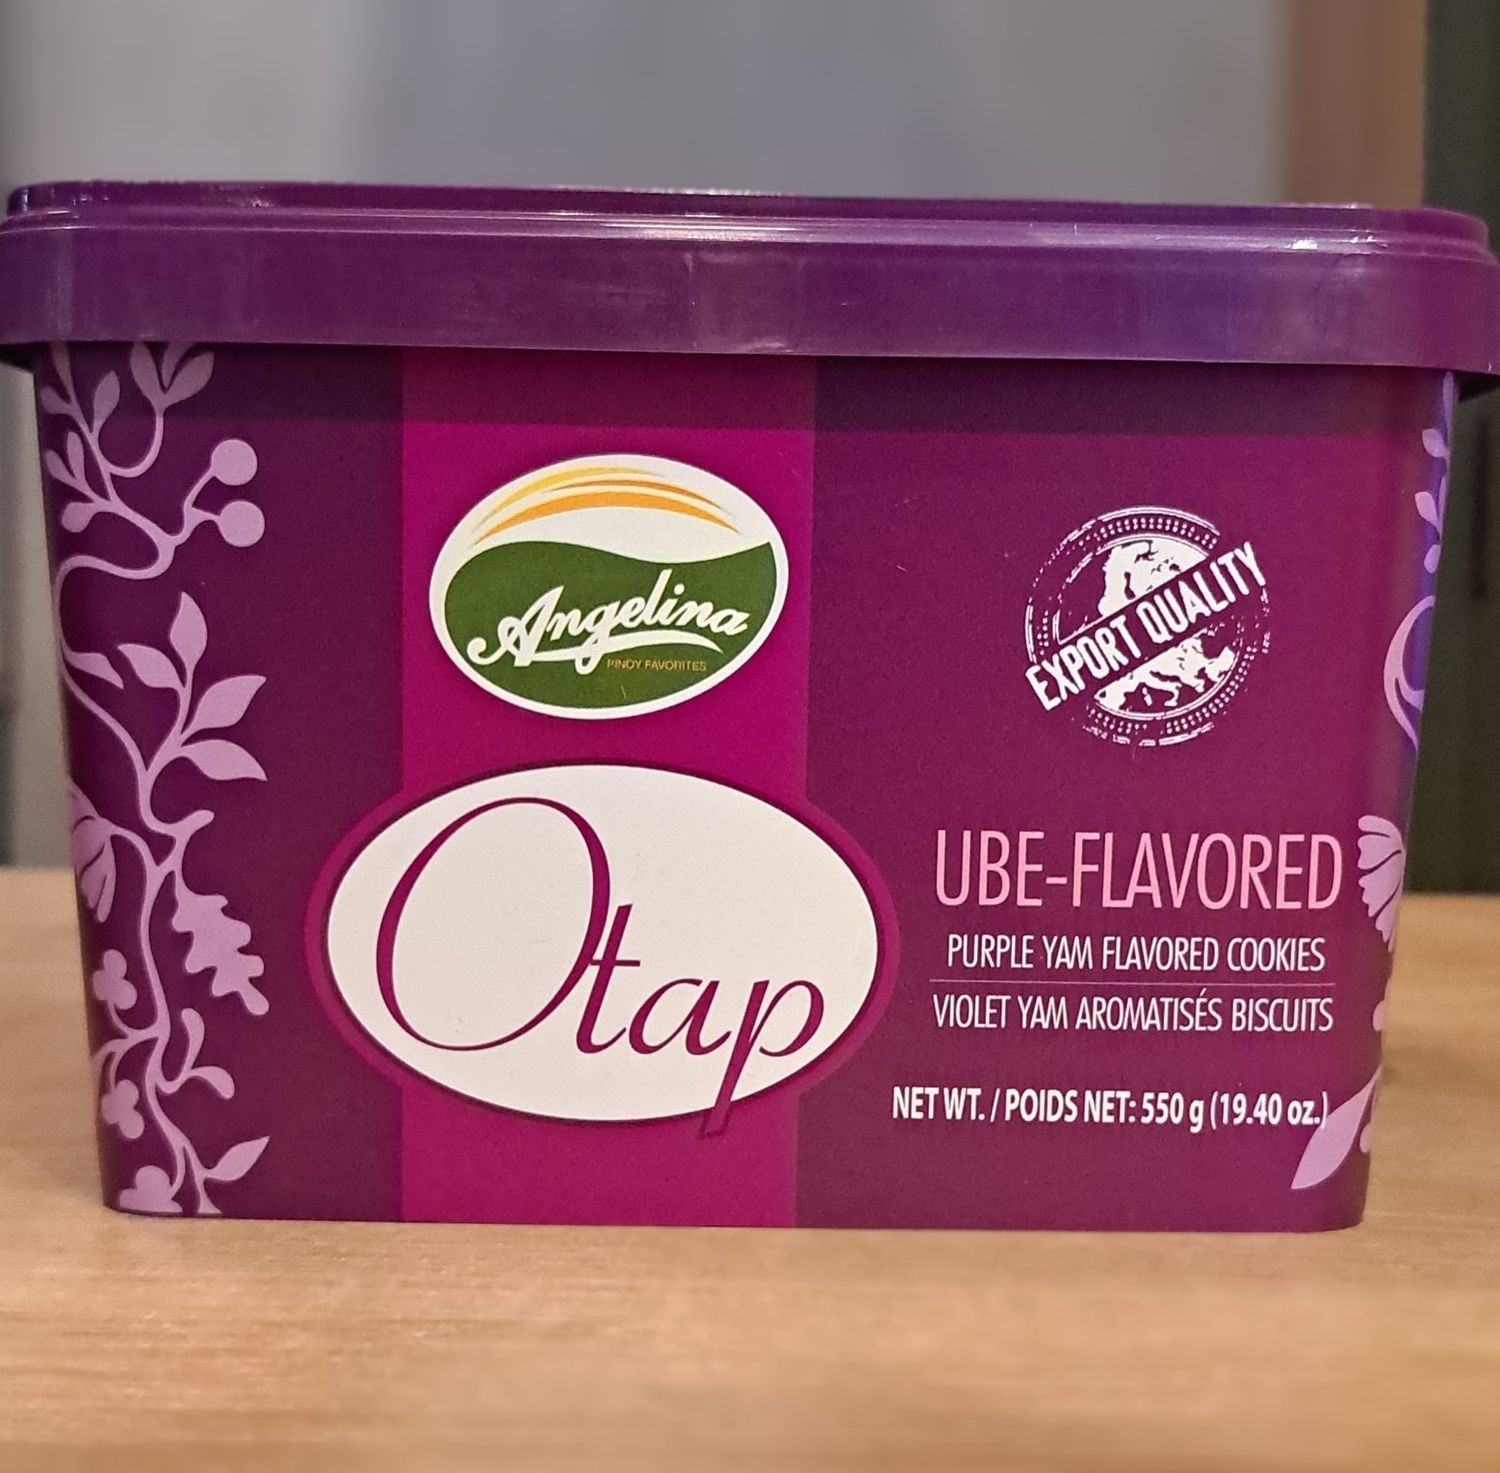 Angelina
PINOY FAVORITES
EXPORT QUALITY
Otap
UBE-FLAVORED
PURPLE YAM FLAVORED COOKIES
VIOLET YAM AROMATISÉS BISCUITS
NET WT. / POIDS NET: 550 g (19.40 oz.)